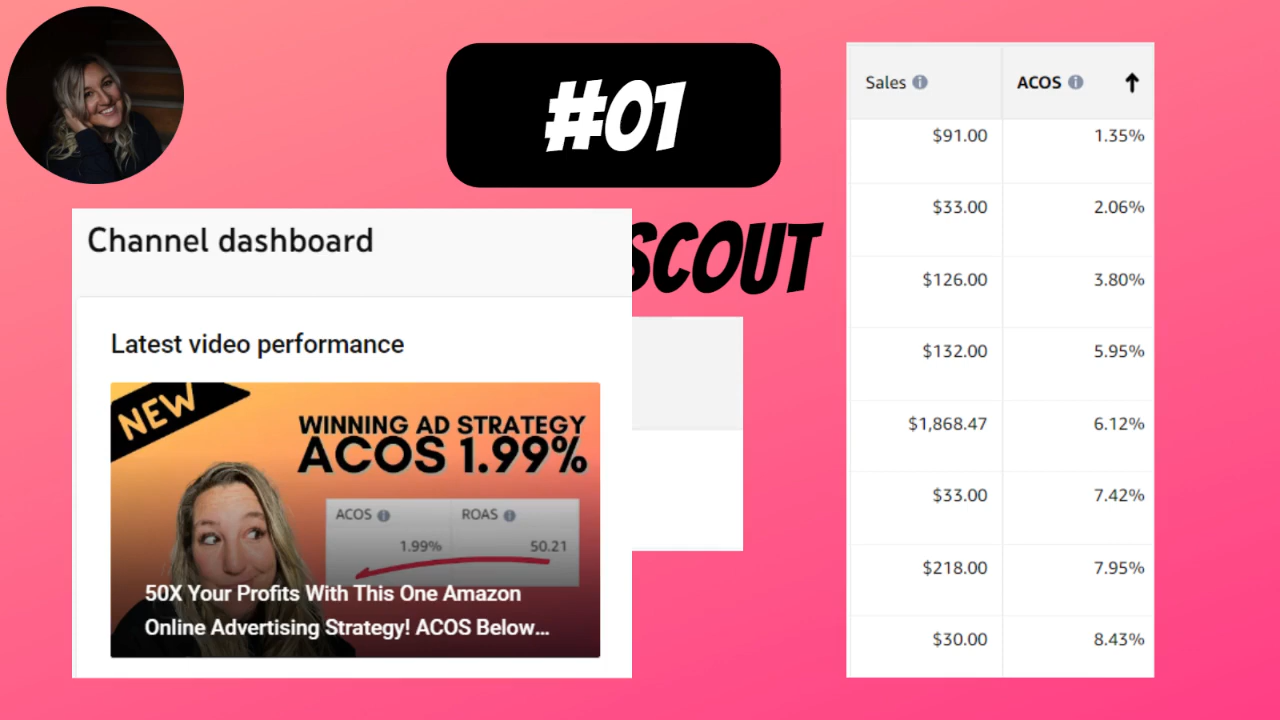 #01
SCOUT
Channel dashboard
Latest video performance
NEW
WINNING AD STRATEGY
ACOS 1.99%
ACOS ROAS
1.99% 50.21
50X Your Profits With This One Amazon
Online Advertising Strategy! ACOS Below...
Sales ACOS
$91.00 1.35%
$33.00 2.06%
$126.00 3.80%
$132.00 5.95%
$1,868.47 6.12%
$33.00 7.42%
$218.00 7.95%
$30.00 8.43%